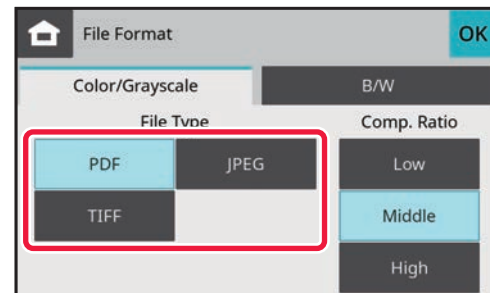 File Format
OK
Color/Grayscale
B/W
File Type
Comp. Ratio
PDF
JPEG
Low
TIFF
Middle
High